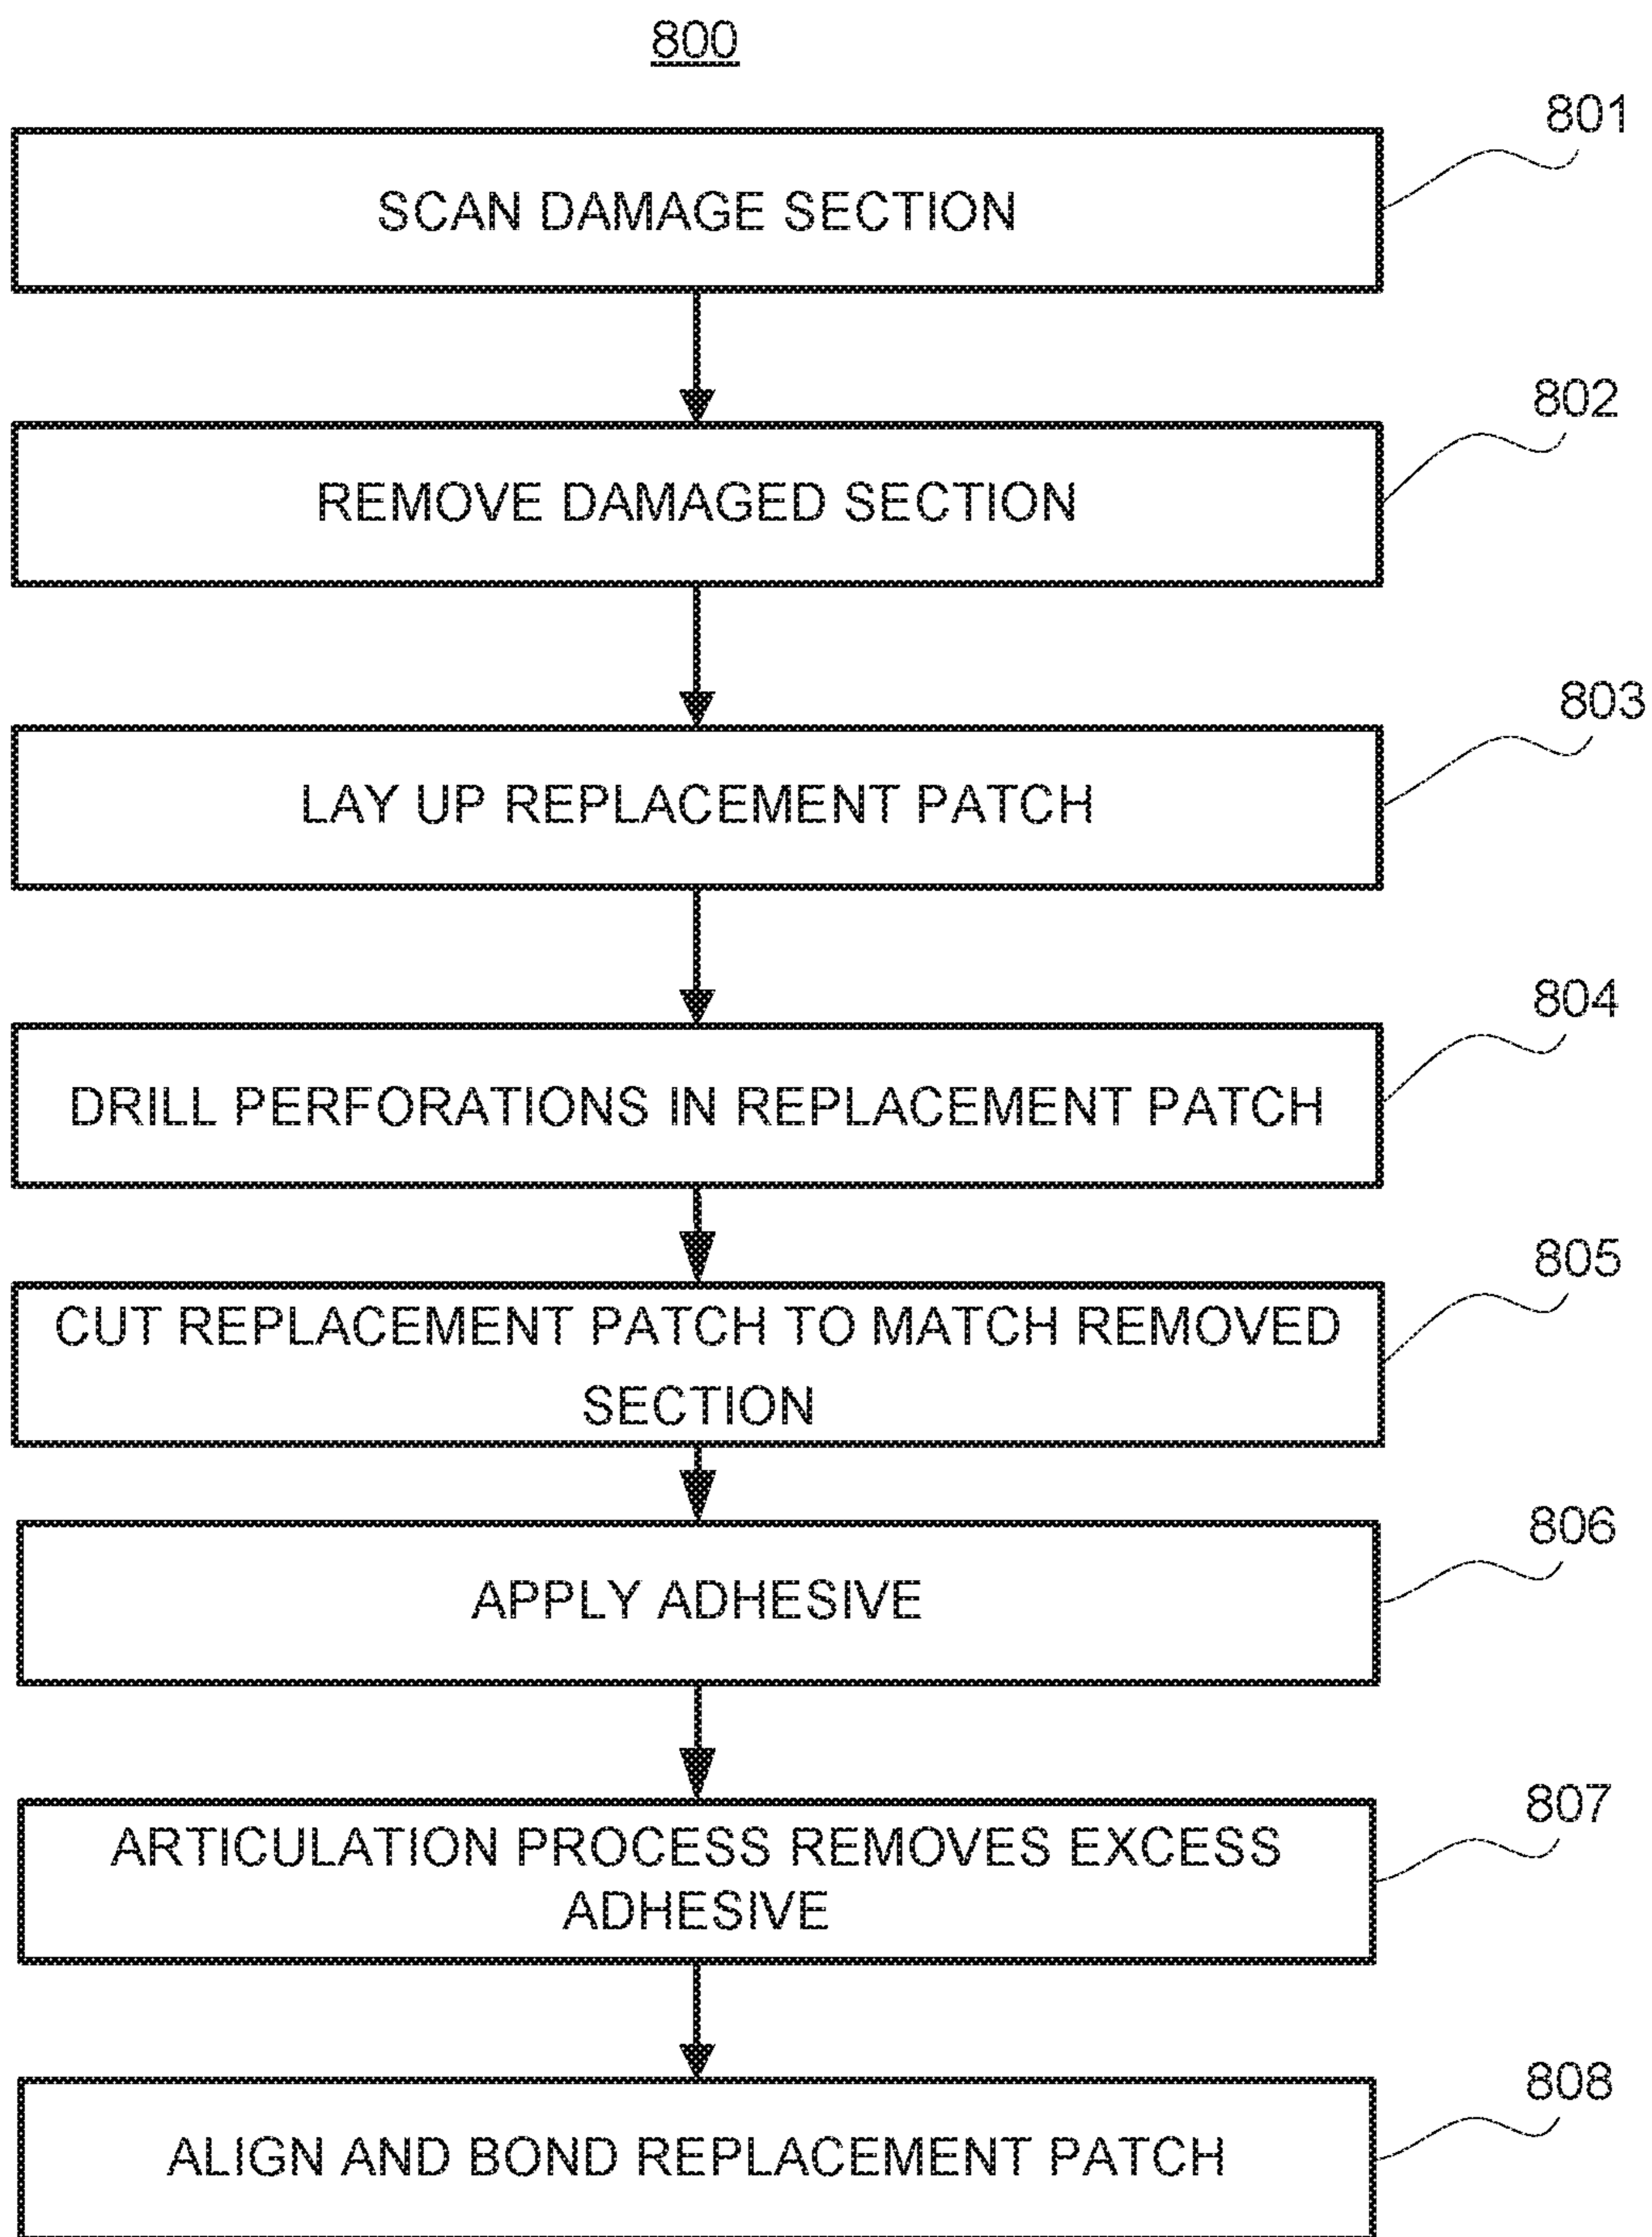 800
801
SCAN DAMAGE SECTION
802
REMOVE DAMAGED SECTION
803
LAY UP REPLACEMENT PATCH
804
DRILL PERFORATIONS IN REPLACEMENT PATCH
805
CUT REPLACEMENT PATCH TO MATCH REMOVED
SECTION
806
APPLY ADHESIVE
807
ARTICULATION PROCESS REMOVES EXCESS
ADHESIVE
808
ALIGN AND BOND REPLACEMENT PATCH